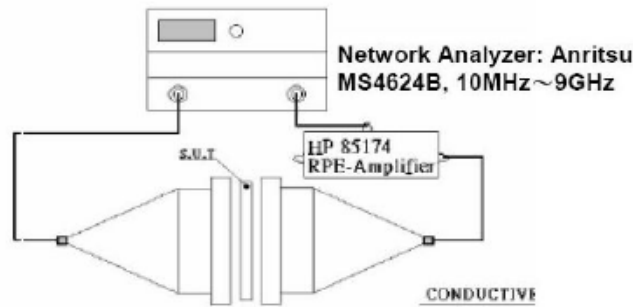 Network Analyzer: Anritsu
MS4624B, 10MHz～9GHz
HP 85174
RPE-Amplifier
S.U.T
CONDUCTIVE